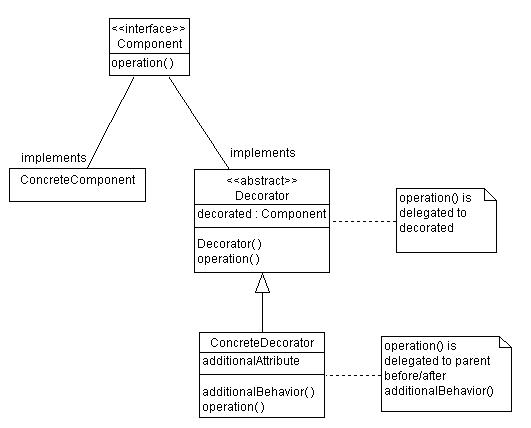 <<interface>>
Component
operation()
implements
implements
ConcreteComponent
<<abstract>>
Decorator
decorated : Component
Decorator()
operation()
operation() is
delegated to
decorated
ConcreteDecorator
additionalAttribute
additionalBehavior()
operation()
operation() is
delegated to parent
before/after
additionalBehavior()